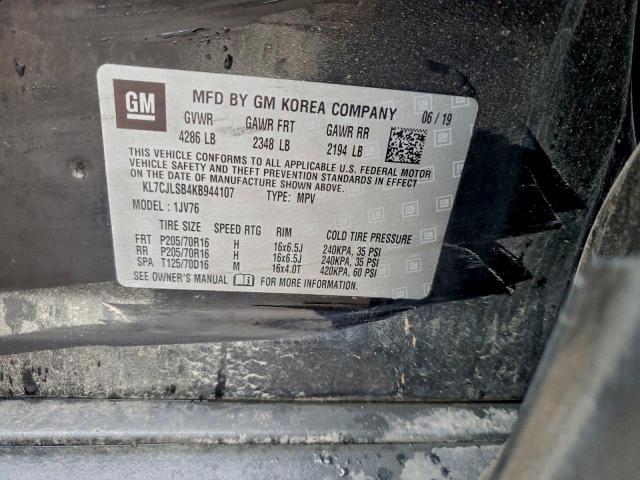 GM
MFD BY GM KOREA COMPANY 06/19
GVWR GAWR FRT GAWR RR
4286 LB 2348 LB 2194 LB
THIS VEHICLE CONFORMS TO ALL APPLICABLE U.S. FEDERAL MOTOR
VEHICLE SAFETY AND THEFT PREVENTION STANDARDS IN EFFECT
ON THE DATE OF MANUFACTURE SHOWN ABOVE.
KL7CJLSB4KB944107 TYPE: MPV
MODEL: 1JV76
TIRE SIZE SPEED RTG RIM COLD TIRE PRESSURE
FRT P205/70R16 H 16x6.5J 240KPA, 35 PSI
RR P205/70R16 H 16x6.5J 240KPA, 35 PSI
SPA T125/70D16 M 16x4.0T 420KPA, 60 PSI
SEE OWNER'S MANUAL FOR MORE INFORMATION.